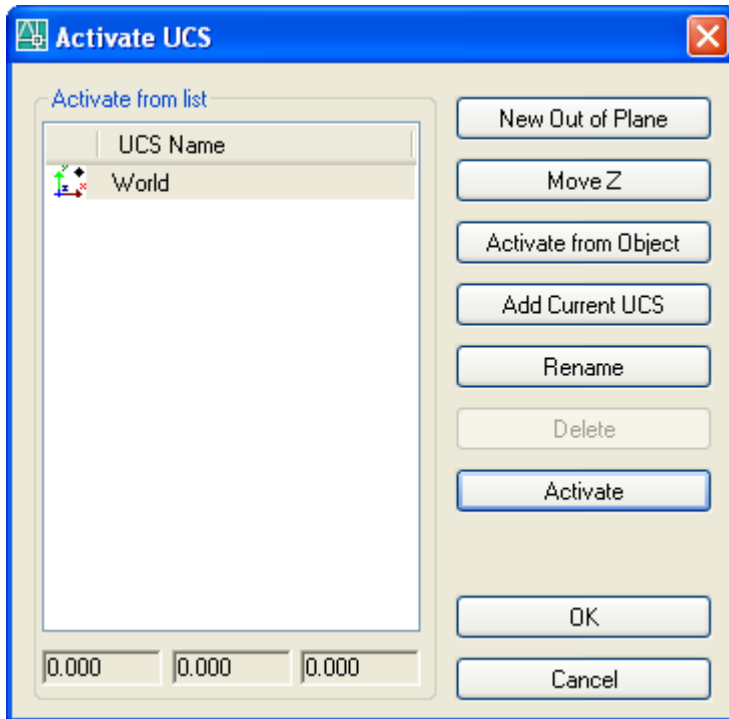 Activate UCS
Activate from list
UCS Name
World
0.000 0.000 0.000
New Out of Plane
Move Z
Activate from Object
Add Current UCS
Rename
Delete
Activate
OK
Cancel